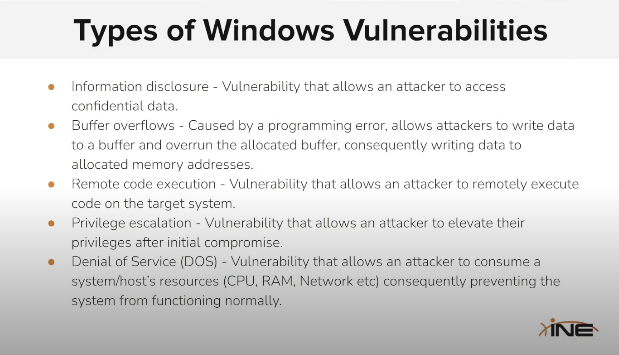 Types of Windows Vulnerabilities
● Information disclosure - Vulnerability that allows an attacker to access
confidential data.
● Buffer overflows - Caused by a programming error, allows attackers to write data
to a buffer and overrun the allocated buffer, consequently writing data to
allocated memory addresses.
● Remote code execution - Vulnerability that allows an attacker to remotely execute
code on the target system.
● Privilege escalation - Vulnerability that allows an attacker to elevate their
privileges after initial compromise.
● Denial of Service (DOS) - Vulnerability that allows an attacker to consume a
system/host's resources (CPU, RAM, Network etc) consequently preventing the
system from functioning normally.
INE